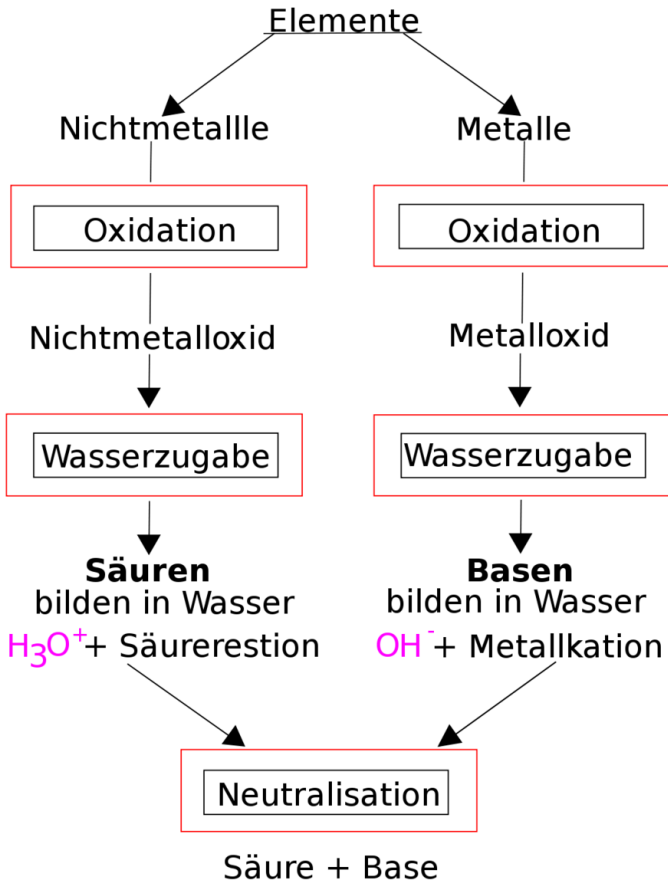 Elemente
Nichtmetallle
Metalle
Oxidation
Oxidation
Nichtmetalloxid
Metalloxid
Wasserzugabe
Wasserzugabe
Säuren
bilden in Wasser
H3O+ + Säurerestion
Basen
bilden in Wasser
OH- + Metallkation
Neutralisation
Säure + Base